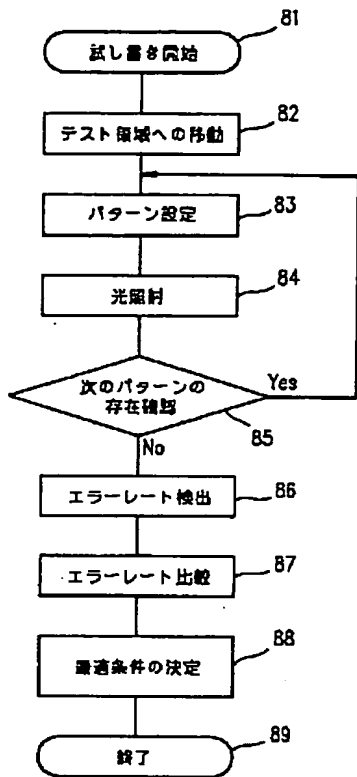 81
試し書き開始
82
テスト領域への移動
83
パターン設定
84
光照射
次のパターンの
存在確認
Yes
85
No
エラーレート検出
86
エラーレート比較
87
88
最適条件の決定
89
終了